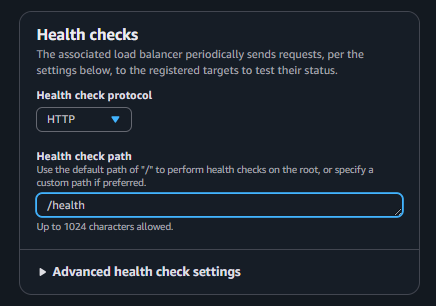 Health checks
The associated load balancer periodically sends requests, per the
settings below, to the registered targets to test their status.
Health check protocol
HTTP
Health check path
Use the default path of "/" to perform health checks on the root, or specify a
custom path if preferred.
/health
Up to 1024 characters allowed.
Advanced health check settings